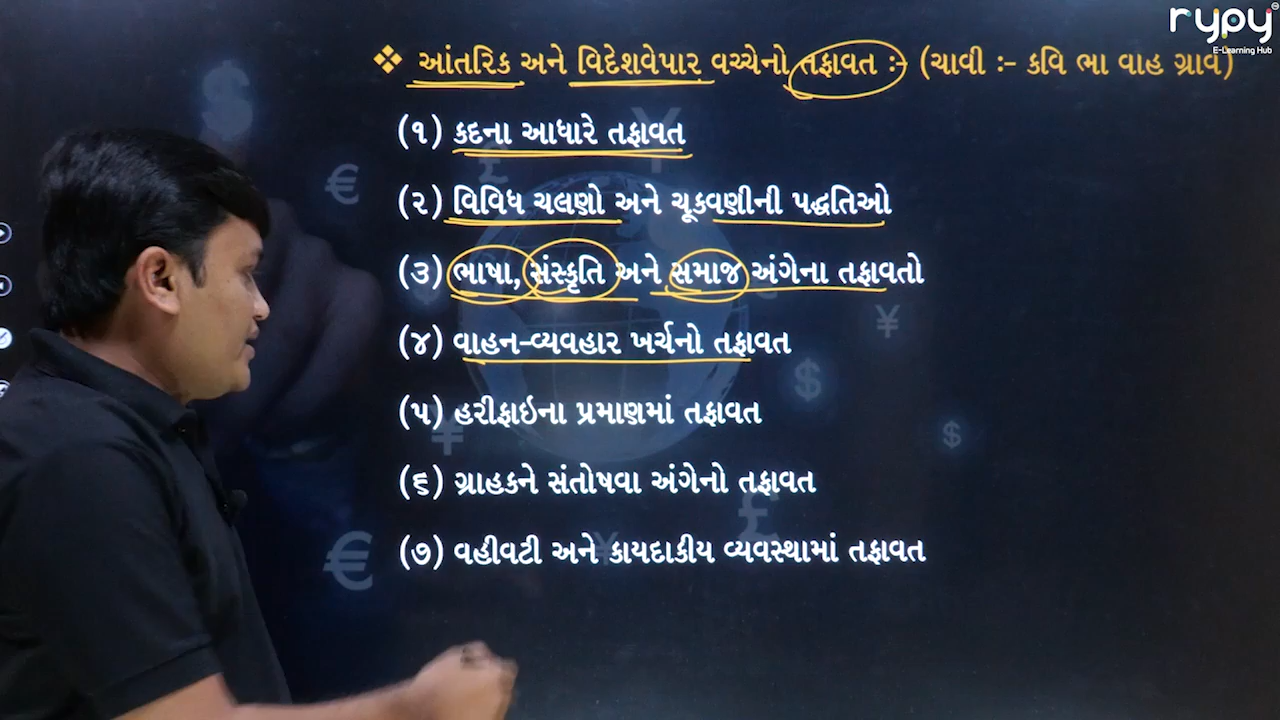 rypy
E-Learning Hub
❖ આંતરિક અને વિદેશવેપાર વચ્ચેનો તફાવત :- (ચાવી :- કવિ ભા વાહ ગ્રાવ)
(૧) કદના આધારે તફાવત
(૨) વિવિધ ચલણો અને ચૂકવણીની પદ્ધતિઓ
(૩) ભાષા, સંસ્કૃતિ અને સમાજ અંગેના તફાવતો
(૪) વાહન-વ્યવહાર ખર્ચનો તફાવત
(૫) હરીફાઇના પ્રમાણમાં તફાવત
(૬) ગ્રાહકને સંતોષવા અંગેનો તફાવત
(૭) વહીવટી અને કાયદાકીય વ્યવસ્થામાં તફાવત